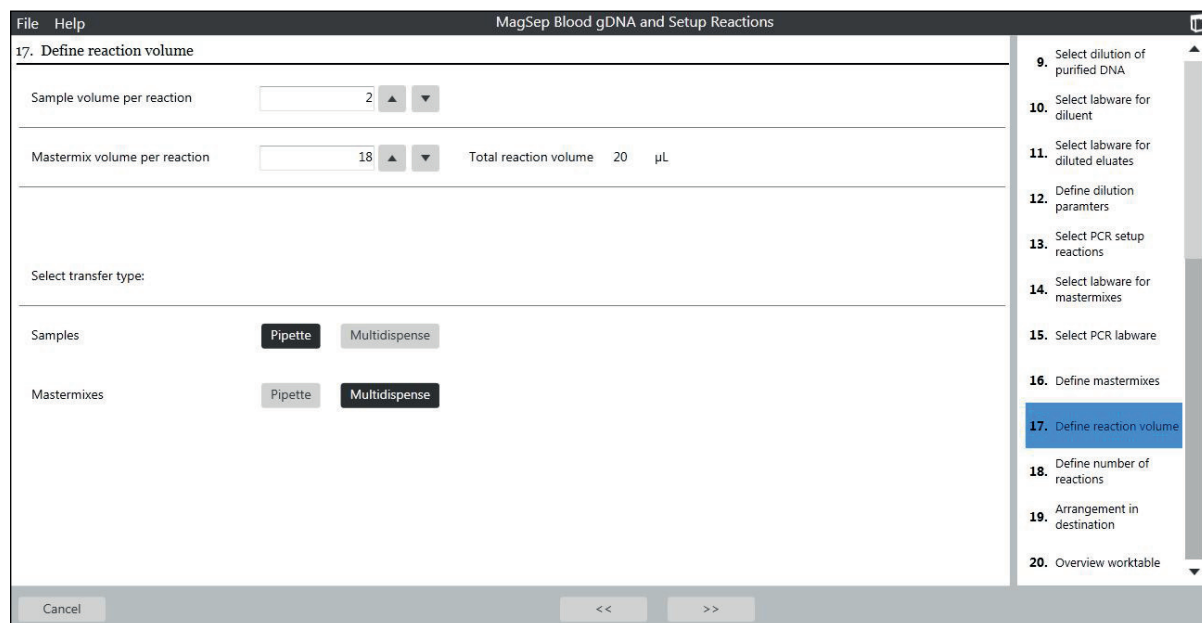 File Help MagSep Blood gDNA and Setup Reactions
17. Define reaction volume
Sample volume per reaction 2
Mastermix volume per reaction 18 Total reaction volume 20 µL
Select transfer type:
Samples Pipette Multidispense
Mastermixes Pipette Multidispense
9. Select dilution of
purified DNA
10. Select labware for
diluent
11. Select labware for
diluted eluates
12. Define dilution
paramters
13. Select PCR setup
reactions
14. Select labware for
mastermixes
15. Select PCR labware
16. Define mastermixes
17. Define reaction volume
18. Define number of
reactions
19. Arrangement in
destination
20. Overview worktable
Cancel << >>